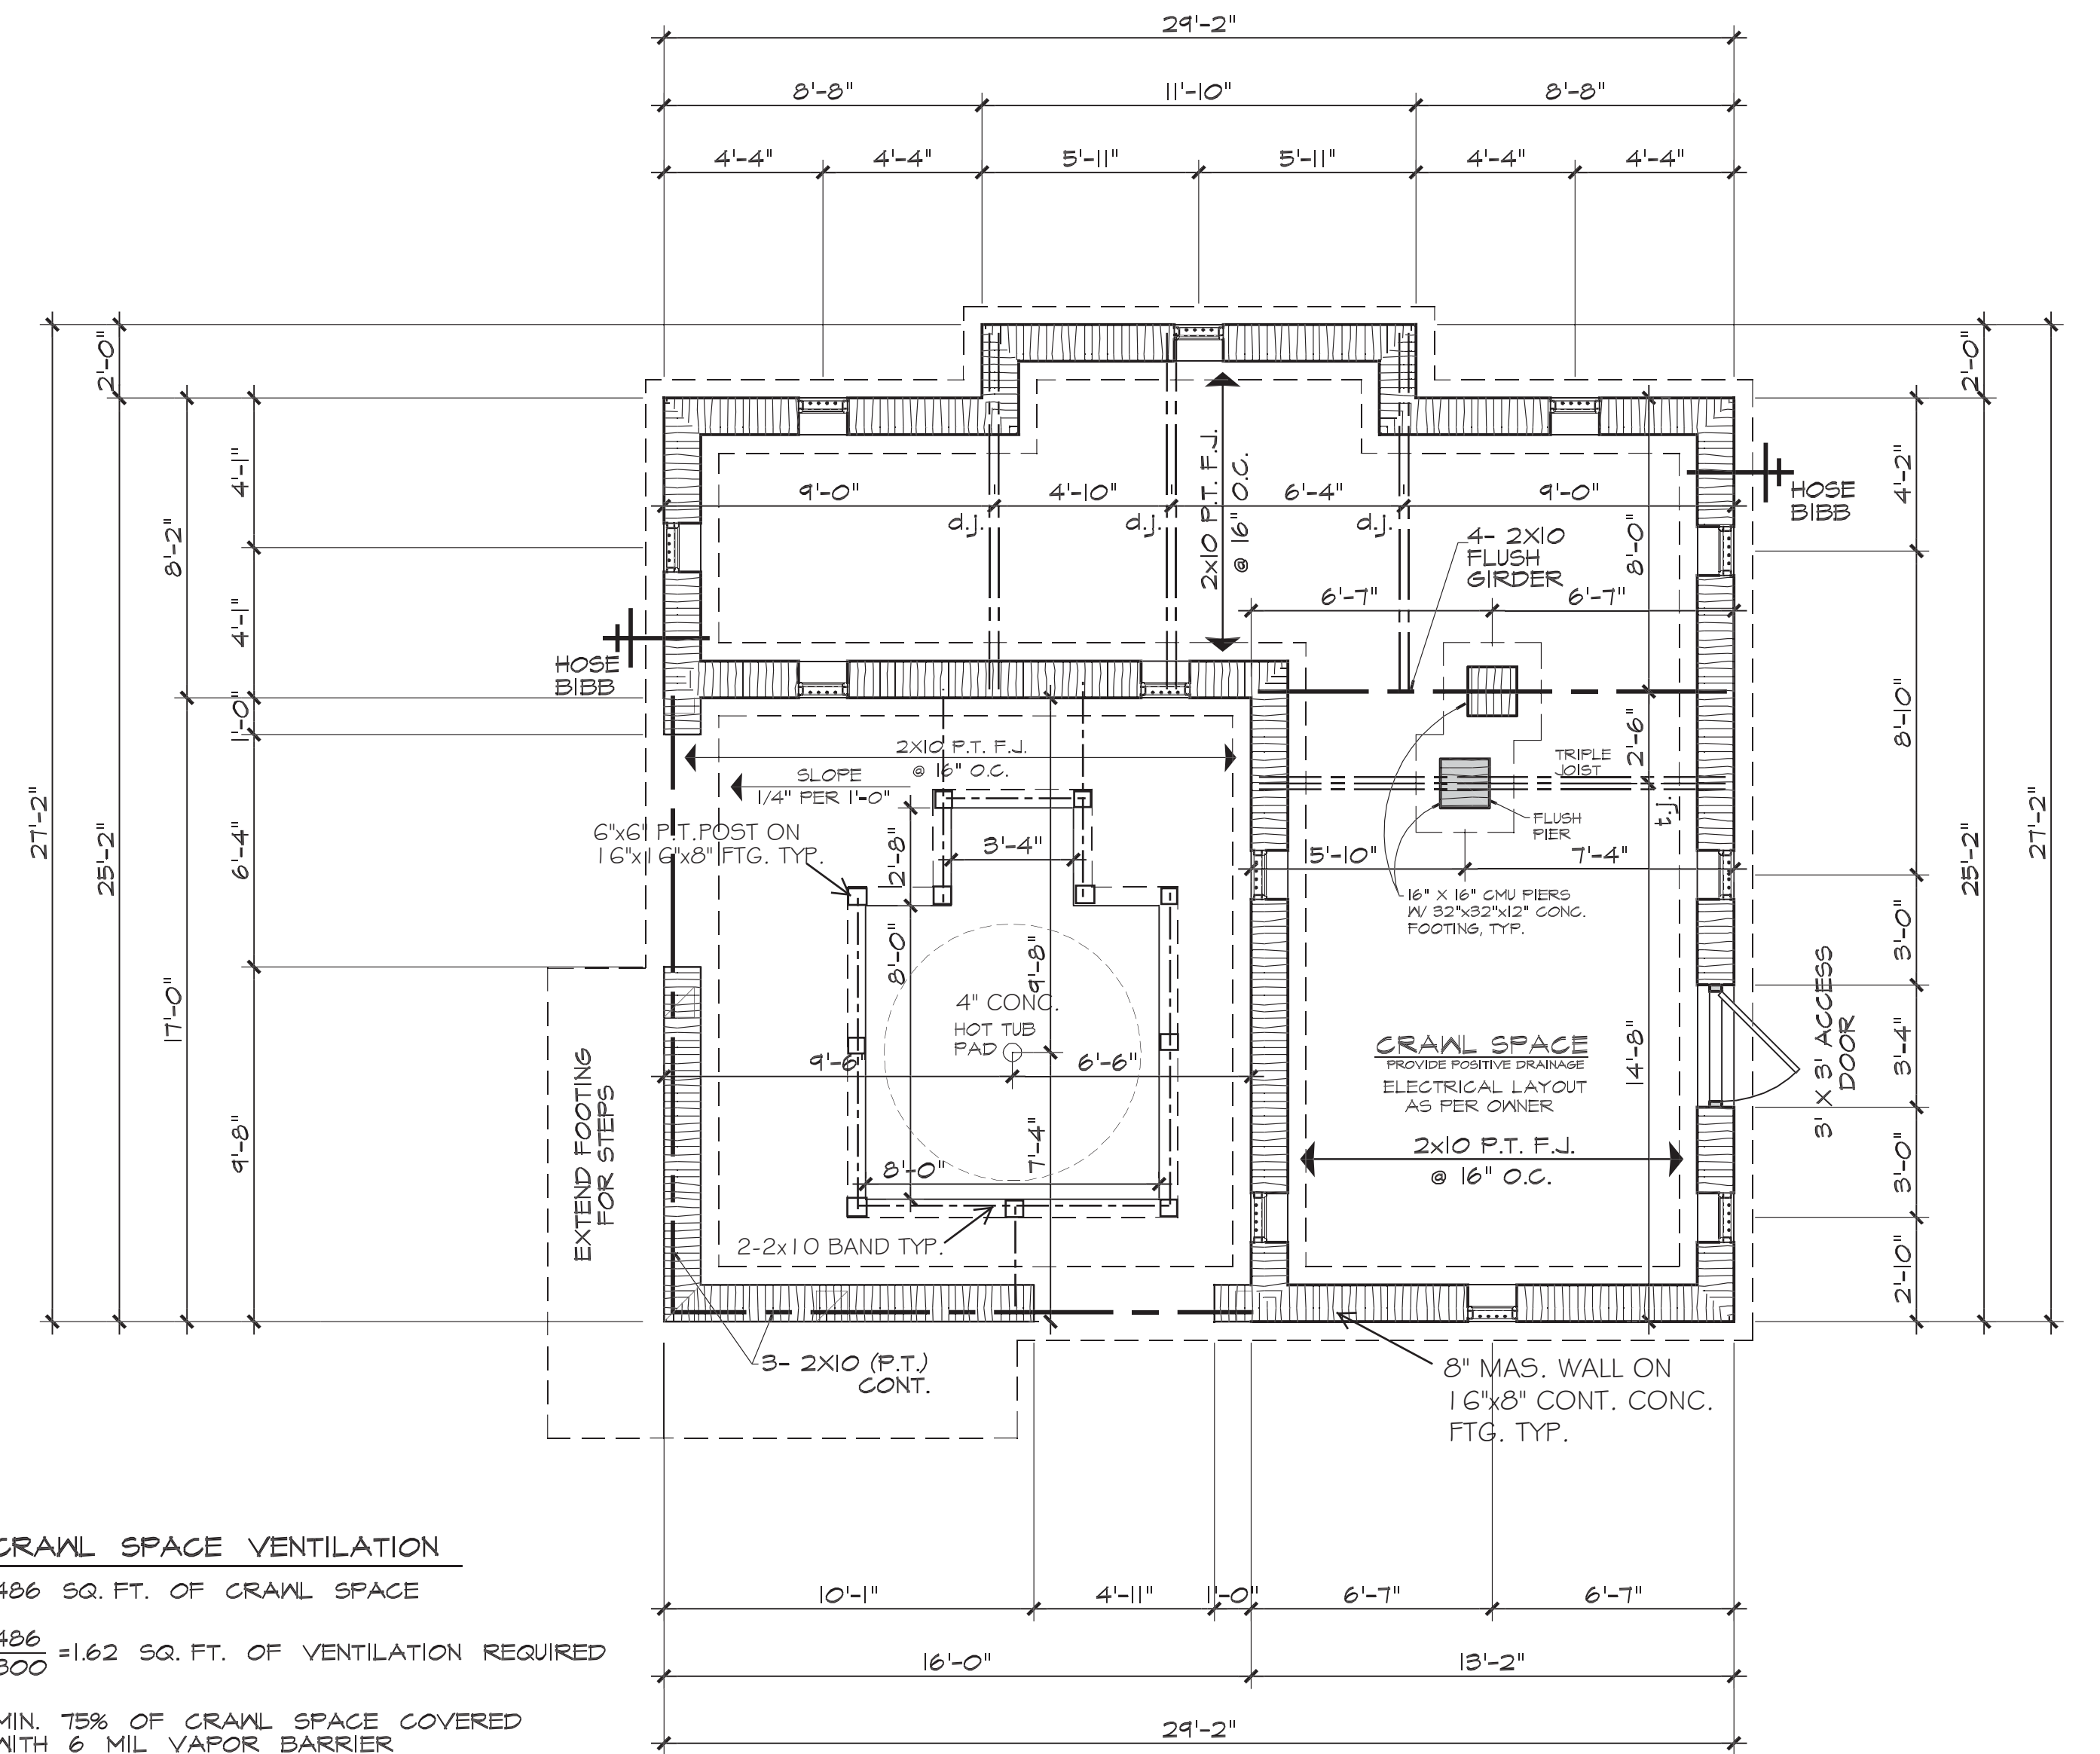 29'-2"
8'-8" 11'-10" 8'-8"
4'-4" 4'-4" 5'-11" 5'-11" 4'-4" 4'-4"
2'-0"
2'-0"
4'-1"
8'-2"
4'-1"
1'-0"
27'-2"
25'-2"
6'-4"
17'-0"
9'-8"
HOSE
BIBB
9'-0" 4'-10" 6'-4" 9'-0"
d.j. d.j. d.j.
2x10 P.T. F.J.
@ 16" O.C.
4- 2X10
FLUSH
GIRDER
8'-0"
HOSE
BIBB
4'-2"
6'-7" 6'-7"
8'-10"
2'-6"
TRIPLE
JOIST
t.j.
FLUSH
PIER
5'-10" 7'-4"
16" X 16" CMU PIERS
W/ 32"x32"x12" CONC.
FOOTING, TYP.
2X10 P.T. F.J.
@ 16" O.C.
SLOPE
1/4" PER 1'-0"
6"x6" P.T.POST ON
16"x16"x8" FTG. TYP.
2'-8"
3'-4"
8'-0"
9'-8"
4" CONC.
HOT TUB
PAD
9'-6" 6'-6"
7'-4"
8'-0"
2-2x10 BAND TYP.
EXTEND FOOTING
FOR STEPS
CRAWL SPACE
PROVIDE POSITIVE DRAINAGE
ELECTRICAL LAYOUT
AS PER OWNER
14'-8"
2x10 P.T. F.J.
@ 16" O.C.
3' X 3' ACCESS
DOOR
3'-0"
3'-4"
3'-0"
2'-10"
25'-2"
27'-2"
3- 2X10 (P.T.)
CONT.
8" MAS. WALL ON
16"x8" CONT. CONC.
FTG. TYP.
10'-1" 4'-11" 1'-0" 6'-7" 6'-7"
16'-0" 13'-2"
29'-2"
CRAWL SPACE VENTILATION
486 SQ. FT. OF CRAWL SPACE
486
300 =1.62 SQ. FT. OF VENTILATION REQUIRED
MIN. 75% OF CRAWL SPACE COVERED
WITH 6 MIL VAPOR BARRIER